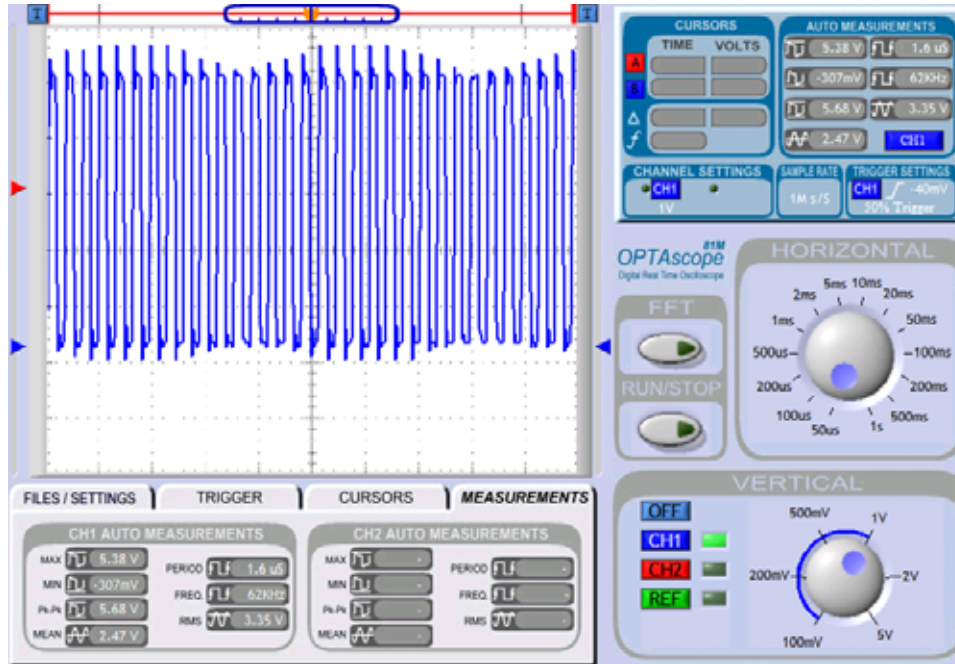 T
T
CURSORS
TIME VOLTS
A
B
Δ
f
AUTO MEASUREMENTS
5.38 V 1.6 uS
-307mV 62KHz
5.68 V 3.35 V
2.47 V CH1
CHANNEL SETTINGS
CH1
1V
SAMPLE RATE
1M s/S
TRIGGER SETTINGS
CH1 -40mV
50% Trigger
81M
OPTAscope
Digital Real Time Oscilloscope
FFT
RUN/STOP
HORIZONTAL
5ms 10ms
2ms 20ms
1ms 50ms
500us 100ms
200us 200ms
100us 500ms
50us 1s
FILES / SETTINGS TRIGGER CURSORS MEASUREMENTS
CH1 AUTO MEASUREMENTS
MAX 5.38 V
MIN -307mV
Pk.Pk 5.68 V
MEAN 2.47 V
PERIOD 1.6 uS
FREQ. 62KHz
RMS 3.35 V
CH2 AUTO MEASUREMENTS
MAX -
MIN -
Pk.Pk -
MEAN -
PERIOD -
FREQ. -
RMS -
VERTICAL
OFF
CH1
CH2
REF
500mV 1V
200mV 2V
100mV 5V